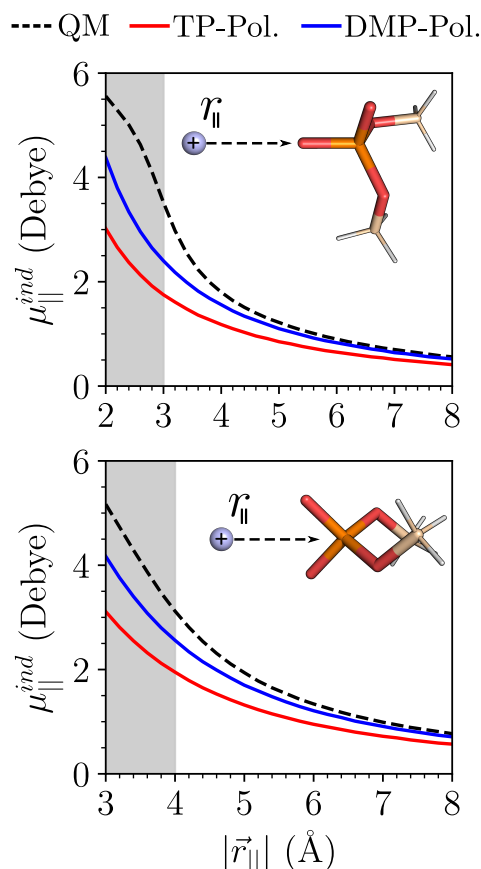 QM TP-Pol. DMP-Pol.
6
4
2
0
μ||^ind (Debye)
+ r||
2 3 4 5 6 7 8
6
4
2
0
μ||^ind (Debye)
r||
+
3 4 5 6 7 8
|r⃗||| (Å)